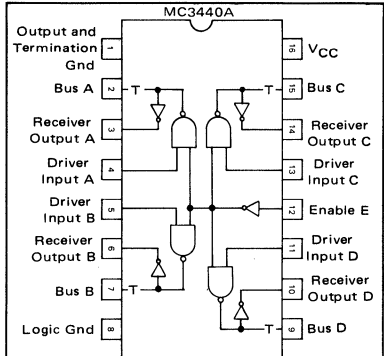 MC3440A
Output and
Termination
Gnd
1
16
VCC
Bus A
2
T
T
15
Bus C
Receiver
Output A
3
14
Receiver
Output C
Driver
Input A
4
13
Driver
Input C
Driver
Input B
5
12
Enable E
Receiver
Output B
6
11
Driver
Input D
Bus B
7
T
10
Receiver
Output D
Logic Gnd
8
T
9
Bus D